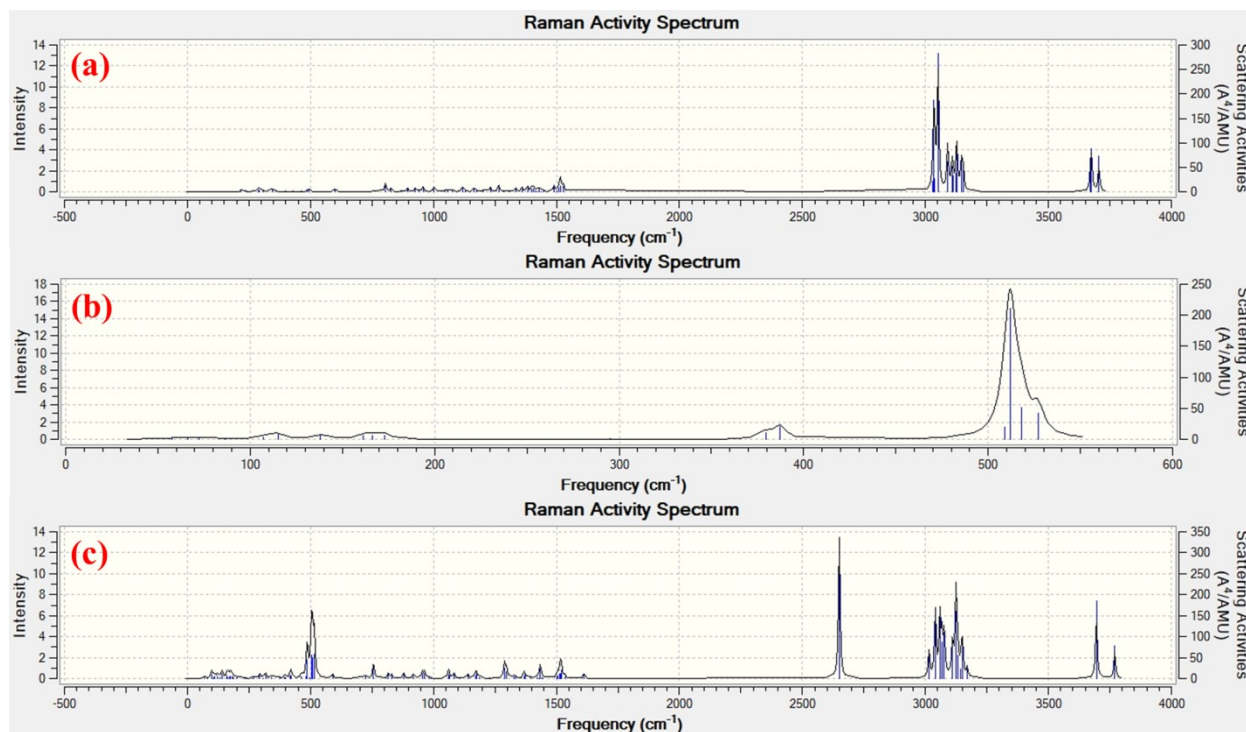 Raman Activity Spectrum
(a)
Intensity
14
12
10
8
6
4
2
0
300
250
200
150
100
50
0
Scattering Activities
(A⁴/AMU)
-500 0 500 1000 1500 2000 2500 3000 3500 4000
Frequency (cm⁻¹)
Raman Activity Spectrum
(b)
Intensity
18
16
14
12
10
8
6
4
2
0
250
200
150
100
50
0
Scattering Activities
(A⁴/AMU)
0 100 200 300 400 500 600
Frequency (cm⁻¹)
Raman Activity Spectrum
(c)
Intensity
14
12
10
8
6
4
2
0
350
300
250
200
150
100
50
0
Scattering Activities
(A⁴/AMU)
-500 0 500 1000 1500 2000 2500 3000 3500 4000
Frequency (cm⁻¹)